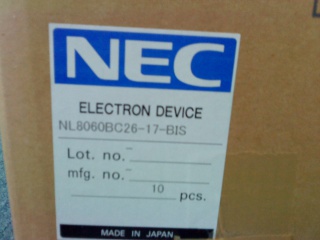 NEC
ELECTRON DEVICE
NL8060BC26-17-BIS
Lot. no.
mfg. no.
10 pcs.
MADE IN JAPAN